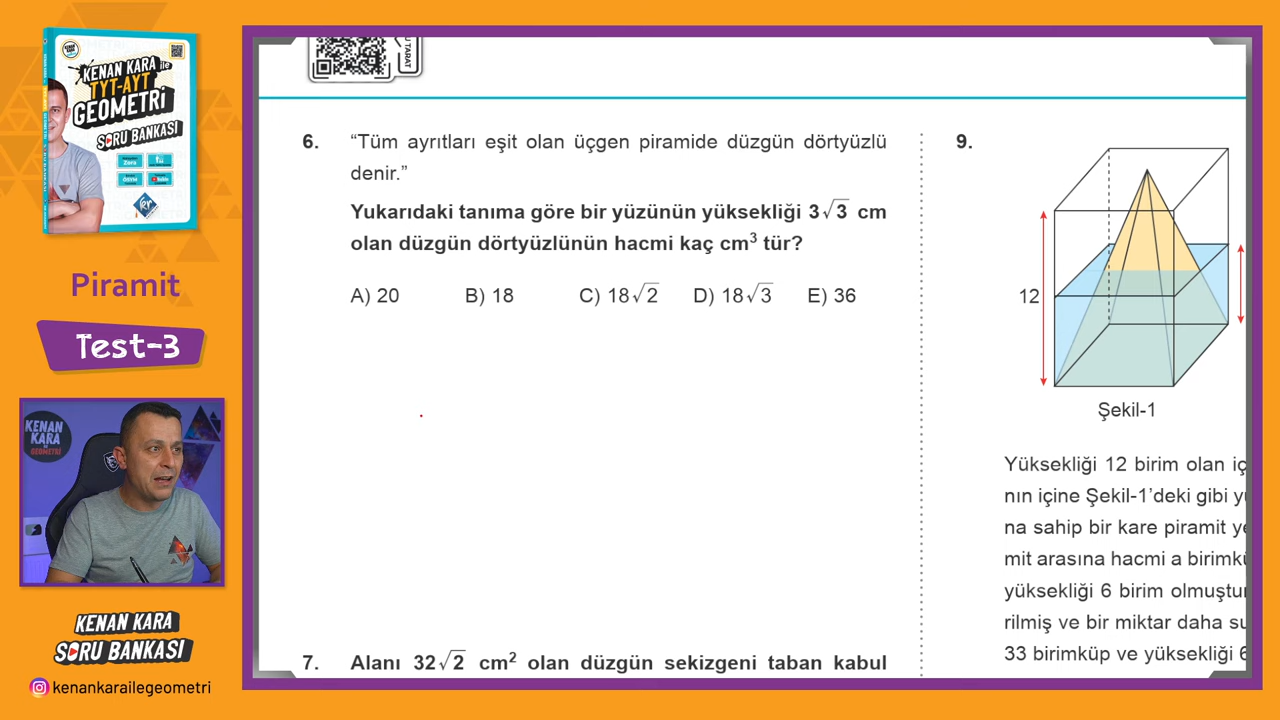 KENAN KARA ile
TYT-AYT
GEOMETRİ
SORU BANKASI
Piramit
Test-3
KENAN
KARA
GEOMETRİ
KENAN KARA
SORU BANKASI
kenankarailegeometri
6. “Tüm ayrıtları eşit olan üçgen piramide düzgün dörtyüzlü
denir.”
Yukarıdaki tanıma göre bir yüzünün yüksekliği 3√3 cm
olan düzgün dörtyüzlünün hacmi kaç cm³ tür?
A) 20 B) 18 C) 18√2 D) 18√3 E) 36
7. Alanı 32√2 cm² olan düzgün sekizgeni taban kabul
9.
12
Şekil-1
Yüksekliği 12 birim olan iç
nın içine Şekil-1’deki gibi yü
na sahip bir kare piramit ye
mit arasına hacmi a birimkü
yüksekliği 6 birim olmuştur
rilmiş ve bir miktar daha su
33 birimküp ve yüksekliği 6